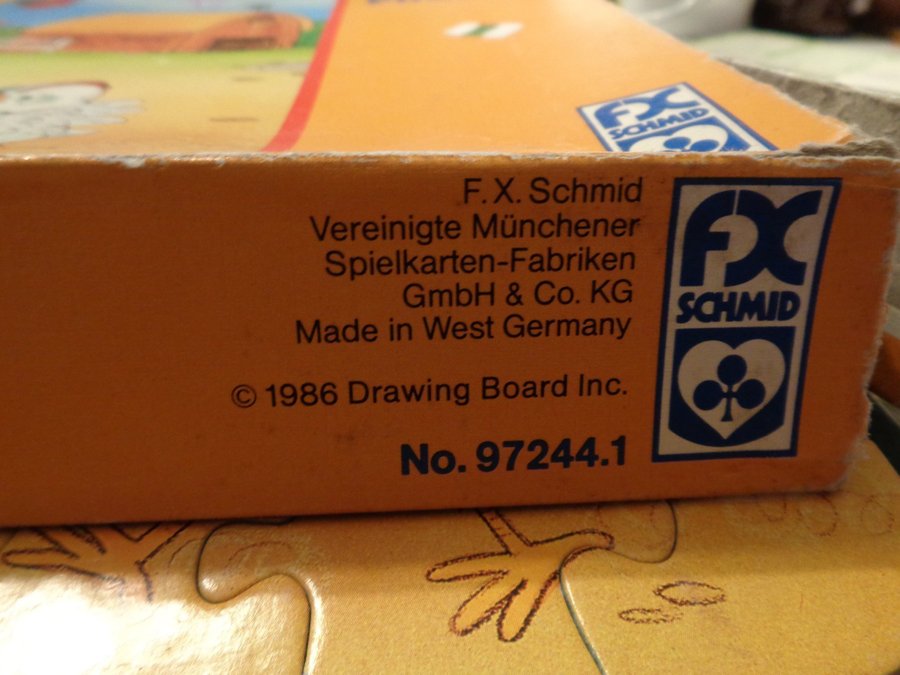 FX
SCHMID
F. X. Schmid
Vereinigte Münchener
Spielkarten-Fabriken
GmbH & Co. KG
Made in West Germany
© 1986 Drawing Board Inc.
No. 97244.1
FX
SCHMID